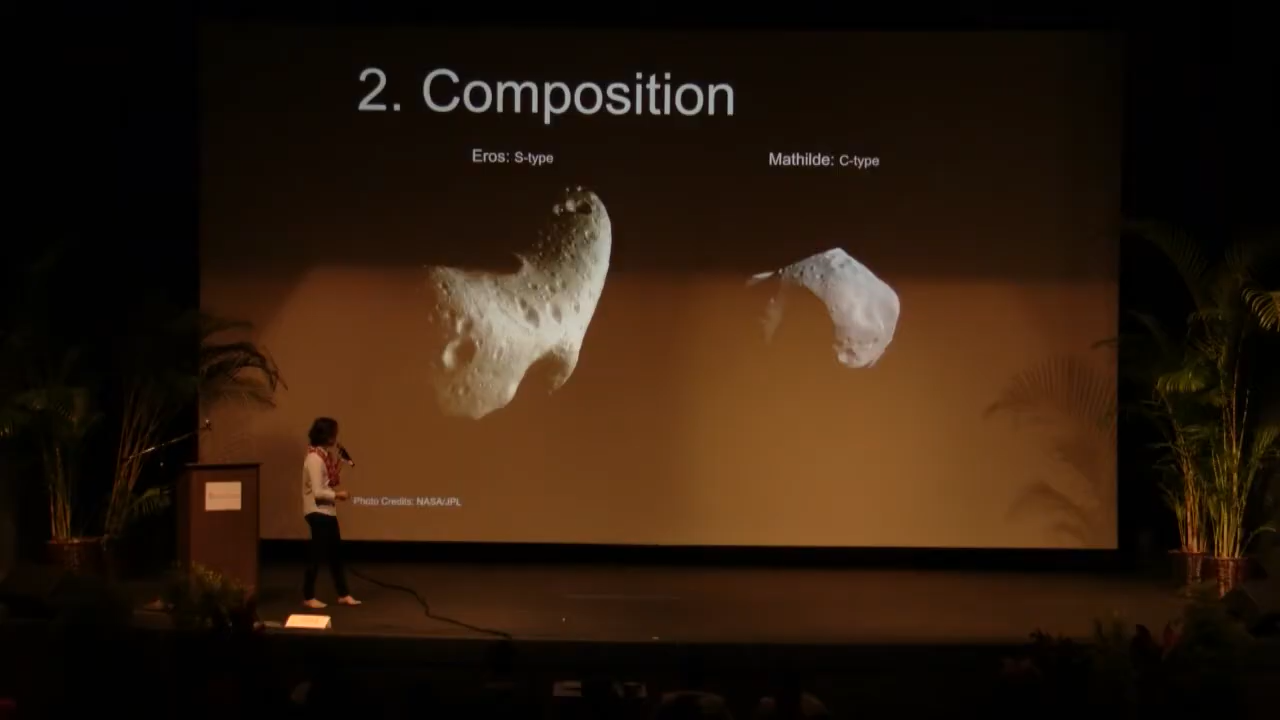 2. Composition
Eros: S-type
Mathilde: C-type
Photo Credits: NASA/JPL